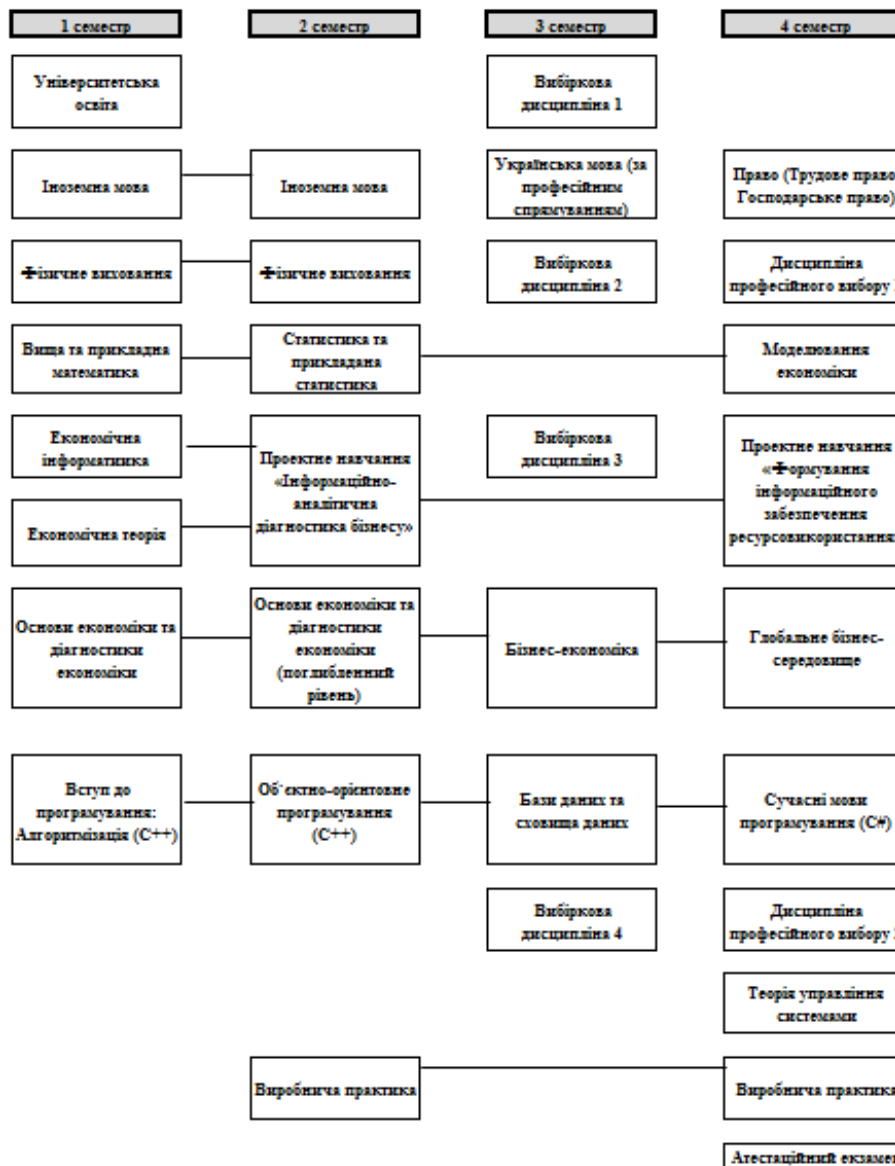 1 семестр
2 семестр
3 семестр
4 семестр
Університетська
освіта
Вибіркова
дисципліна 1
Іноземна мова
Іноземна мова
Українська мова (за
професійним
спрямуванням)
Право (Трудове право
Господарське право)
Фізичне виховання
Фізичне виховання
Вибіркова
дисципліна 2
Дисципліна
професійного вибору
Вища та прикладна
математика
Статистика та
прикладана
статистика
Моделювання
економіки
Економічна
інформатиика
Проектне навчання
«Інформаційно-
аналітична
діагностика бізнесу»
Вибіркова
дисципліна 3
Проектне навчання
«Формування
інформаційного
забезпечення
ресурсовикористання
Економічна теорія
Основи економіки та
діагностики
економіки
Основи економіки та
діагностики
економіки
(поглибленний
рівень)
Бізнес-економіка
Глобальне бізнес-
середовище
Вступ до
програмування:
Алгоритмізація (C++)
Об`єктно-орієнтовне
програмування
(C++)
Бази даних та
сховища даних
Сучасні мови
програмування (C#)
Вибіркова
дисципліна 4
Дисципліна
професійного вибору
Теорія управління
системами
Виробнича практика
Виробнича практика
Атестаційний екзамен